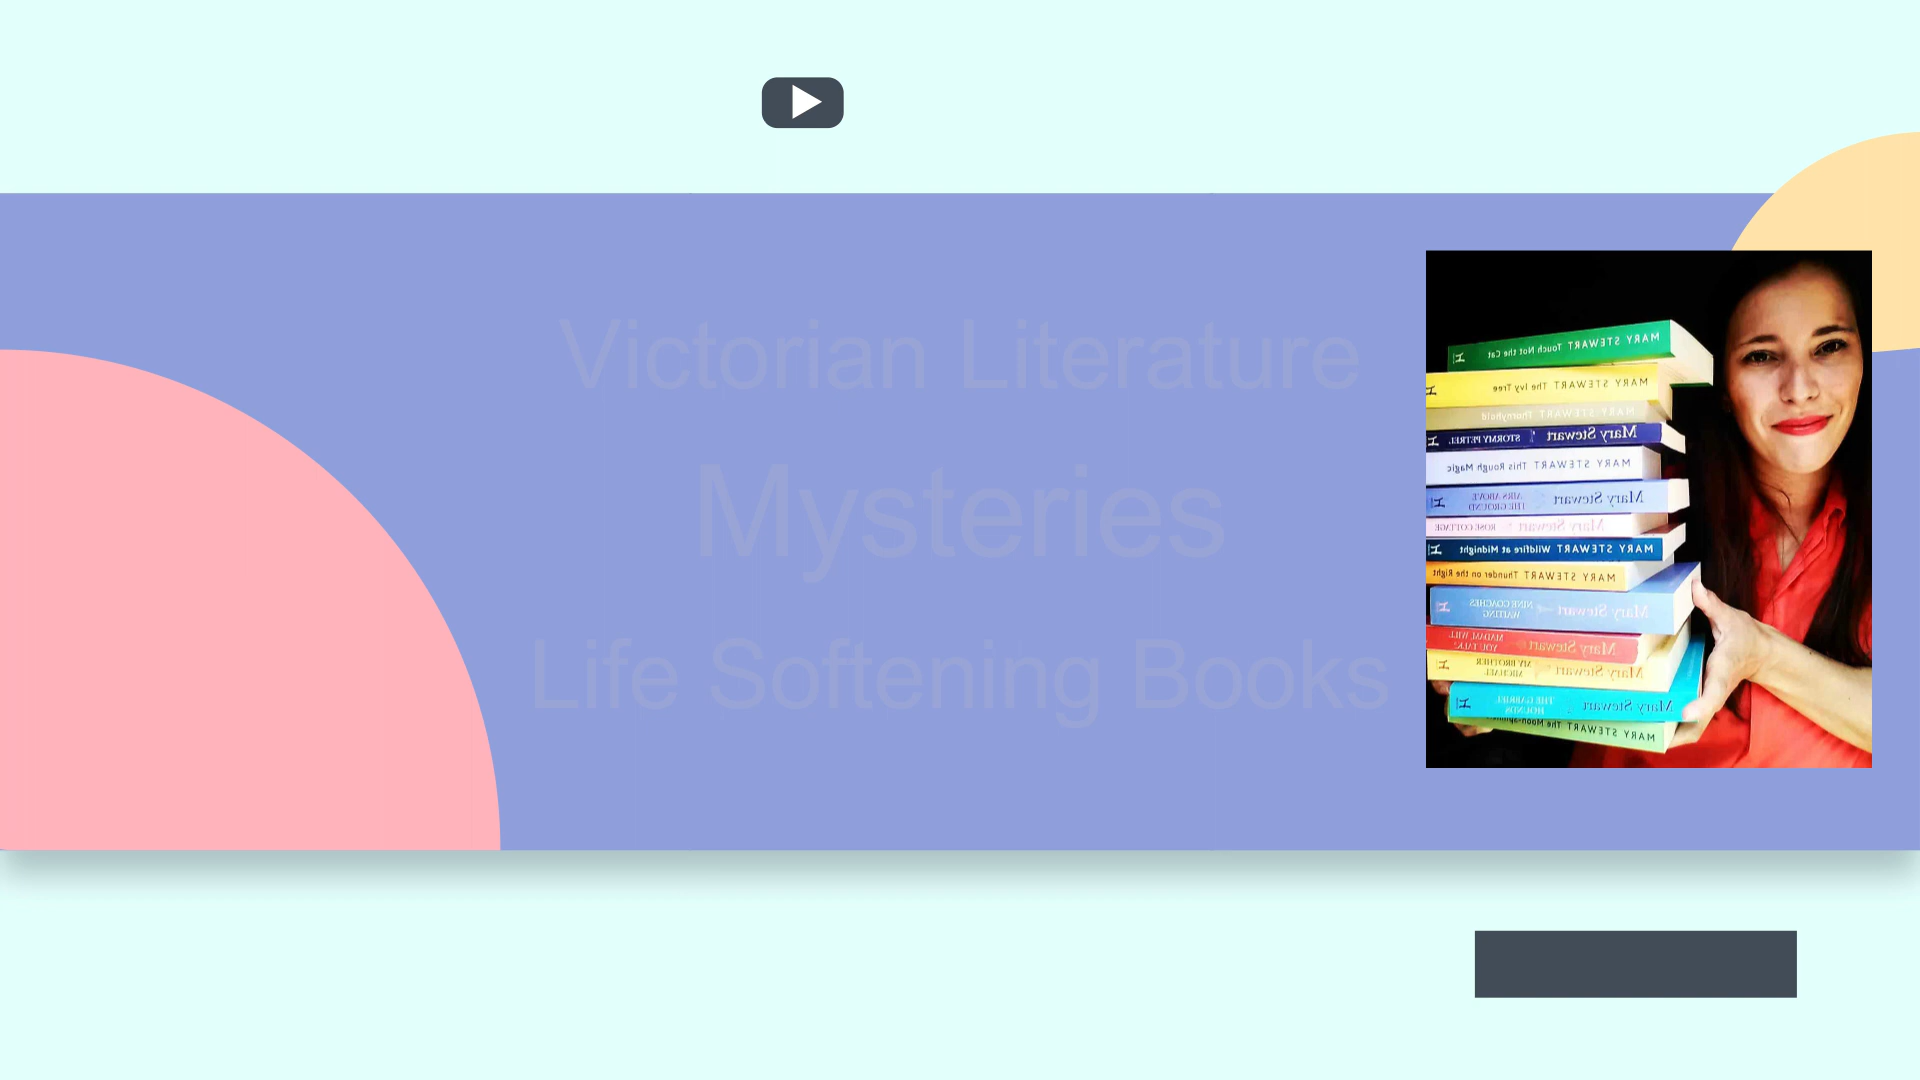 Victorian Literature
Mysteries
Life Softening Books
MARY STEWART Touch Not the Cat
MARY STEWART The Ivy Tree
MARY STEWART Thornyhold
Mary Stewart STORMY PETREL
MARY STEWART This Rough Magic
Mary Stewart AIRS ABOVE
THE GROUND
Mary Stewart ROSE COTTAGE
MARY STEWART Wildfire at Midnight
MARY STEWART Thunder on the Right
Mary Stewart NINE COACHES
WAITING
Mary Stewart MADAM, WILL
YOU TALK?
Mary Stewart MY BROTHER
MICHAEL
Mary Stewart THE GABRIEL
HOUNDS
MARY STEWART The Moon-Spinners